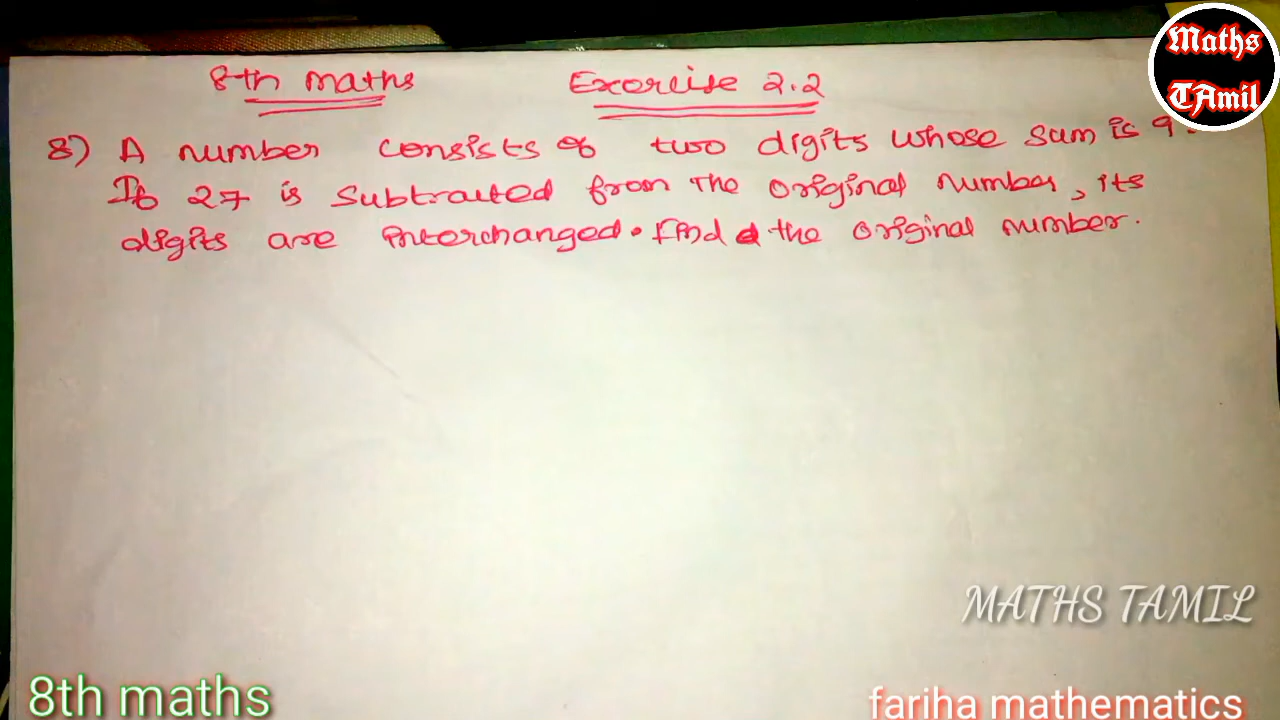 Maths
TAmil
8th maths Exercise 2.2
8) A number consists of two digits whose sum is 9.
If 27 is subtracted from the original number, its
digits are interchanged. find the original number.
MATHS TAMIL
8th maths
fariha mathematics